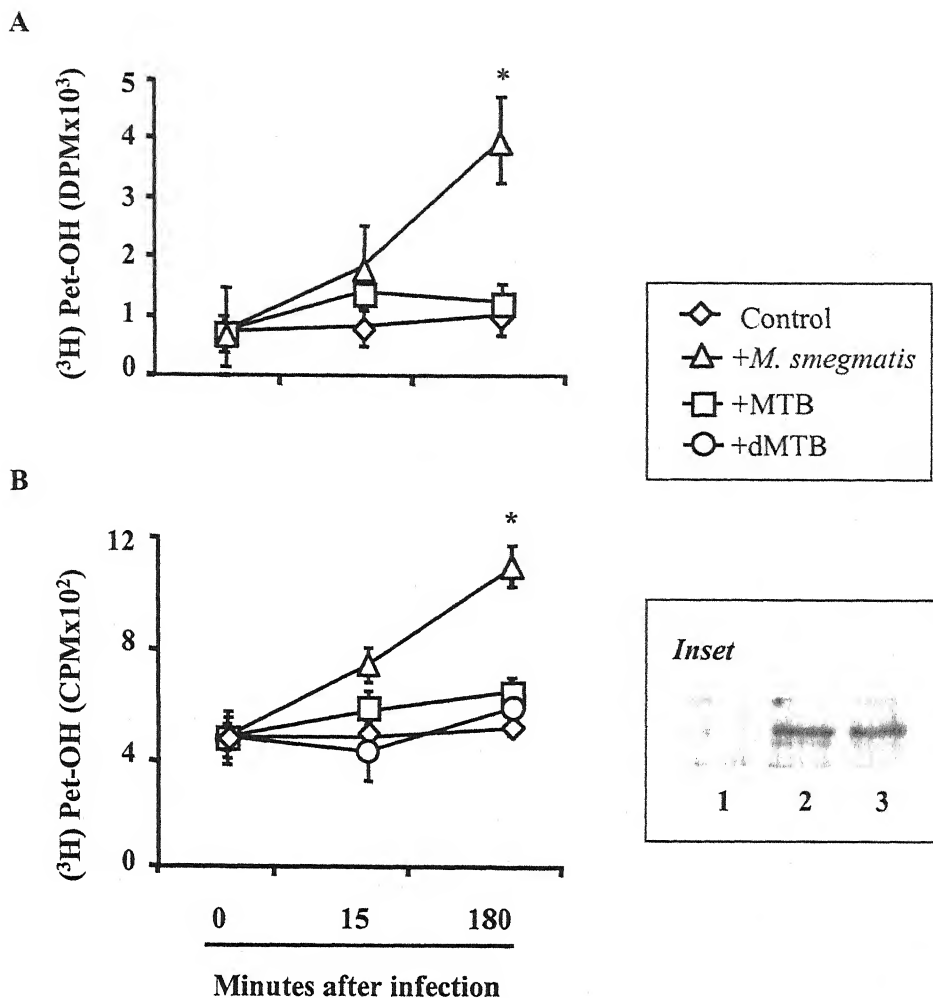 A
(³H) Pet-OH (DPMx10³)
5
4
3
2
1
0
*
Control
+M. smegmatis
+MTB
+dMTB
B
(³H) Pet-OH (CPMx10²)
12
8
4
0
*
Inset
1 2 3
0 15 180
Minutes after infection